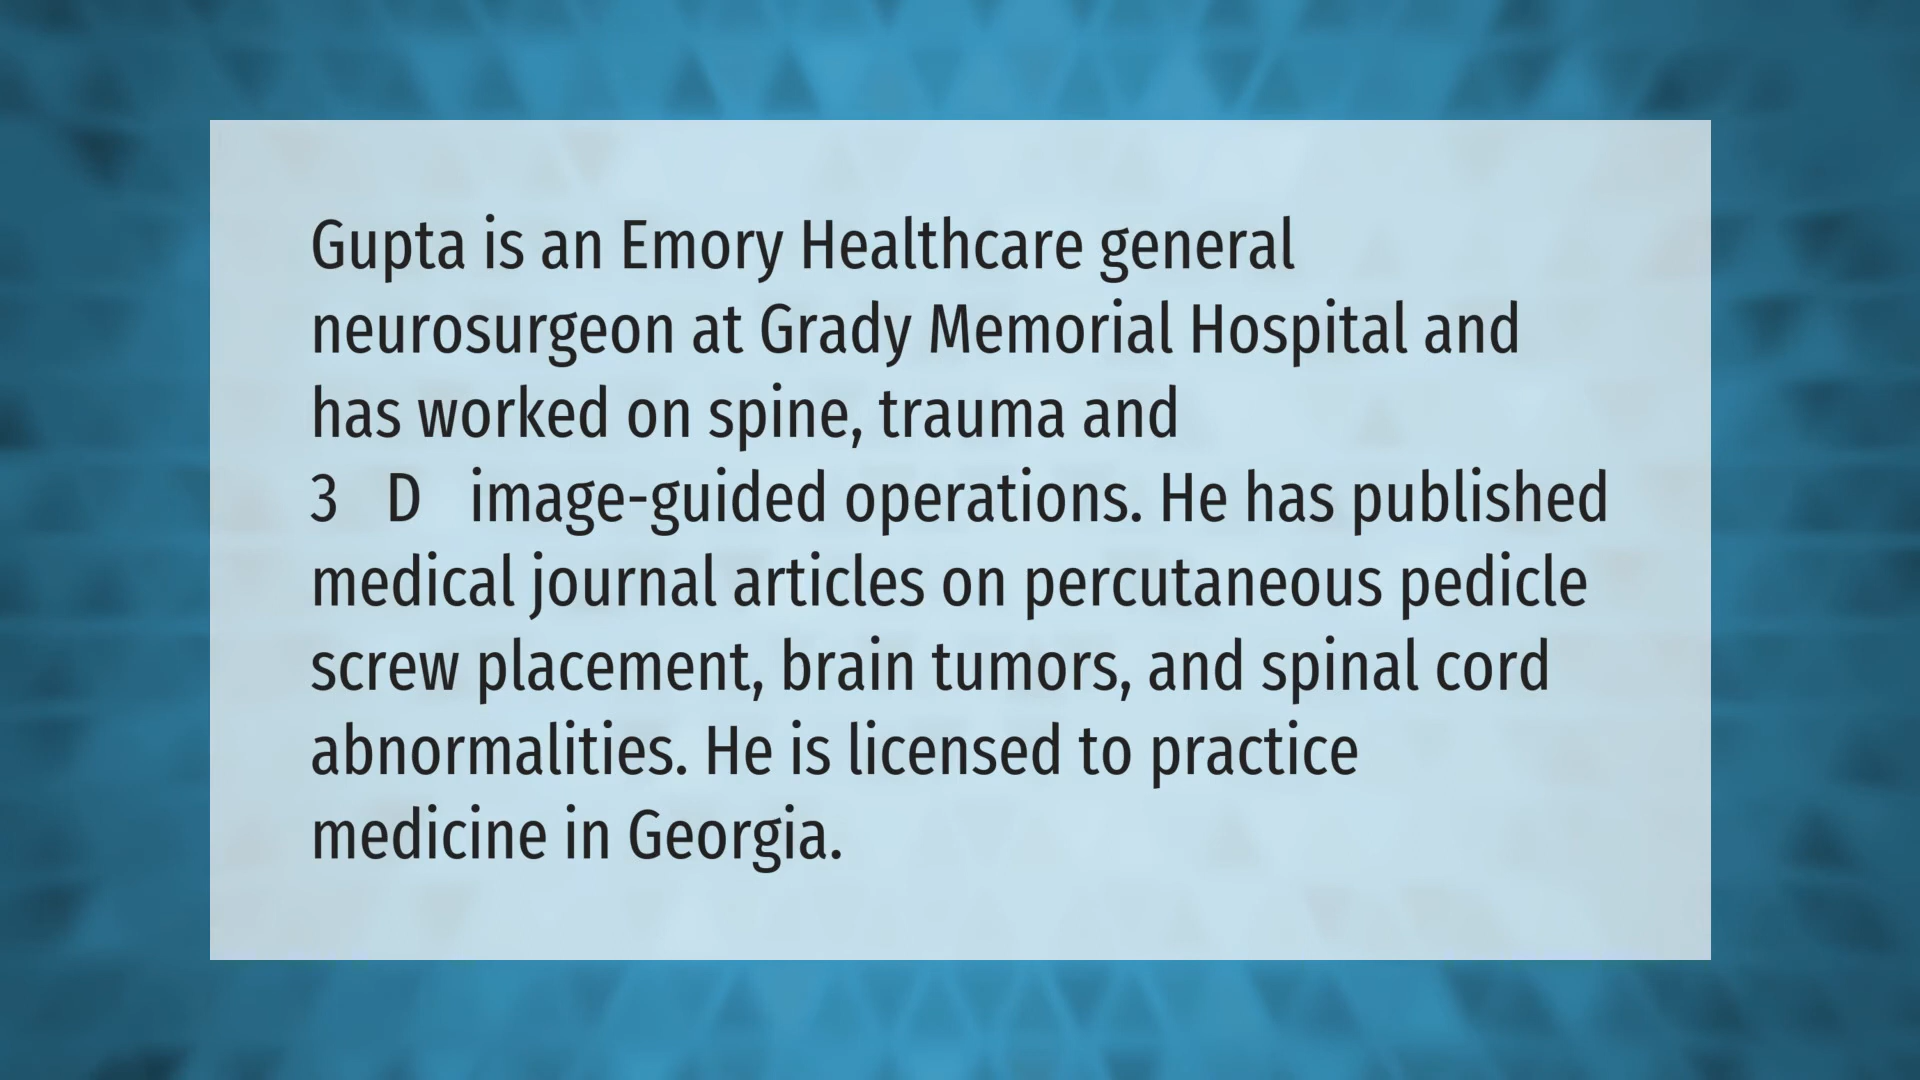 Gupta is an Emory Healthcare general
neurosurgeon at Grady Memorial Hospital and
has worked on spine, trauma and
3 D image-guided operations. He has published
medical journal articles on percutaneous pedicle
screw placement, brain tumors, and spinal cord
abnormalities. He is licensed to practice
medicine in Georgia.